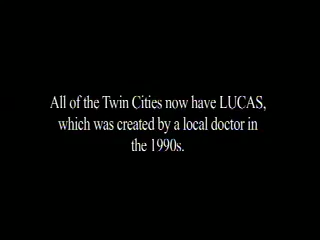 All of the Twin Cities now have LUCAS,
which was created by a local doctor in
the 1990s.